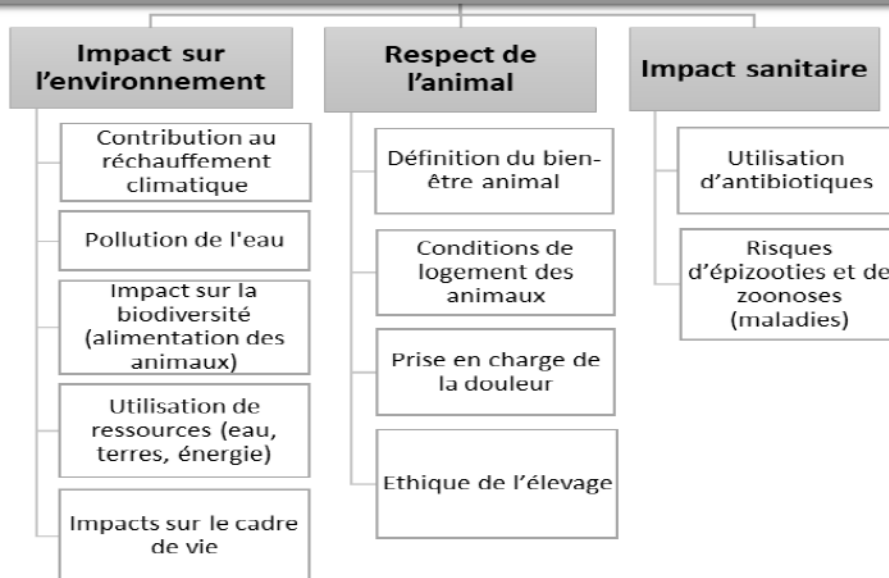 Impact sur
l'environnement
Contribution au
réchauffement
climatique
Pollution de l'eau
Impact sur la
biodiversité
(alimentation des
animaux)
Utilisation de
ressources (eau,
terres, énergie)
Impacts sur le cadre
de vie
Respect de
l'animal
Définition du bien-
être animal
Conditions de
logement des
animaux
Prise en charge de
la douleur
Ethique de l'élevage
Impact sanitaire
Utilisation
d'antibiotiques
Risques
d'épizooties et de
zoonoses
(maladies)